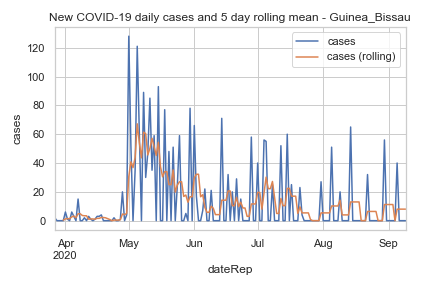 New COVID-19 daily cases and 5 day rolling mean - Guinea_Bissau
cases
cases (rolling)
120
100
80
60
40
20
0
cases
Apr May Jun Jul Aug Sep
2020
dateRep